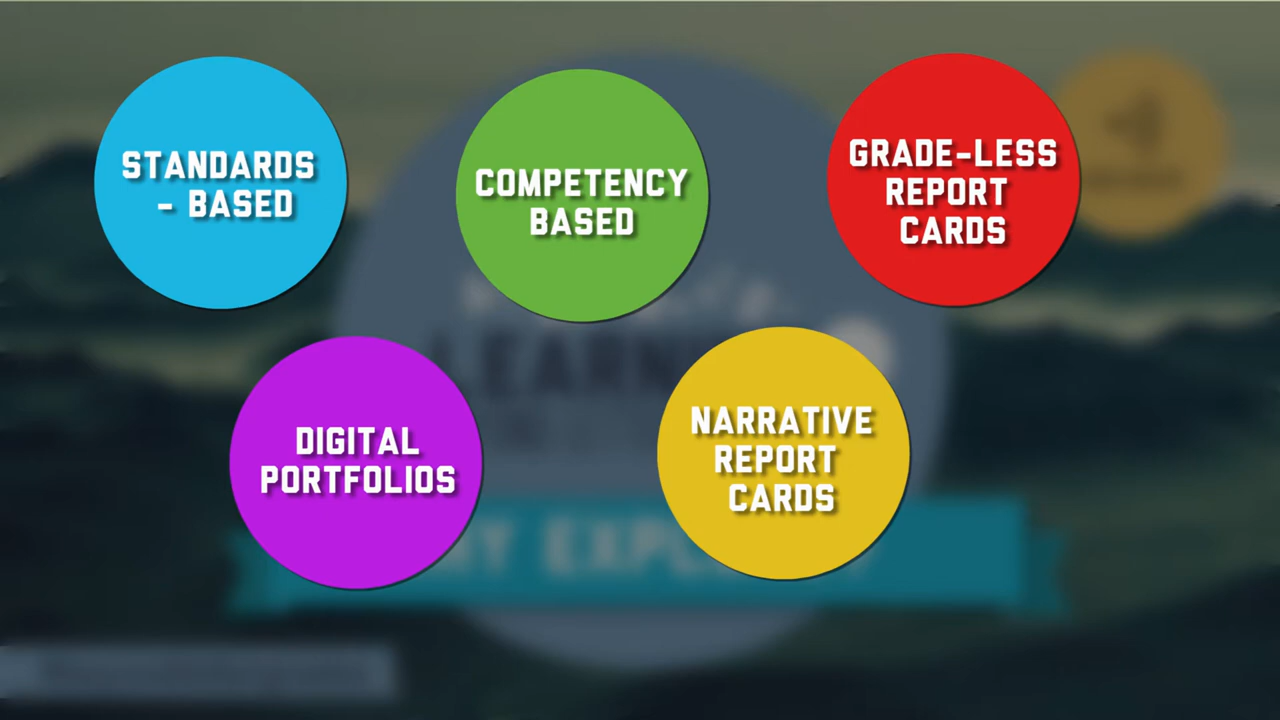 STANDARDS
- BASED
COMPETENCY
BASED
GRADE-LESS
REPORT
CARDS
DIGITAL
PORTFOLIOS
NARRATIVE
REPORT
CARDS